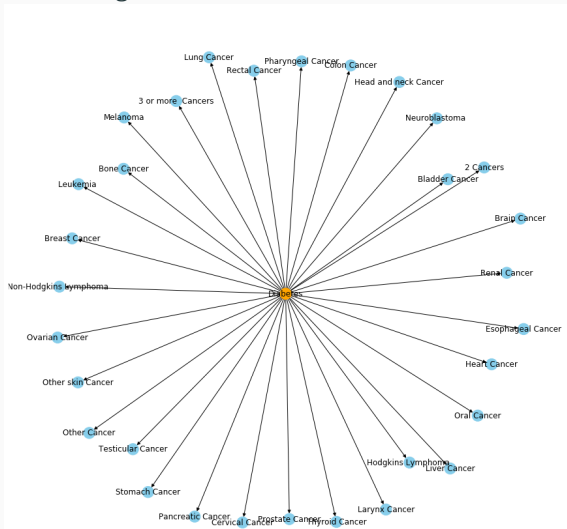 Lung Cancer
Pharyngeal Cancer
Colon Cancer
Rectal Cancer
Head and neck Cancer
3 or more Cancers
Melanoma
Neuroblastoma
Bone Cancer
2 Cancers
Bladder Cancer
Leukemia
Brain Cancer
Breast Cancer
Renal Cancer
Non-Hodgkins Lymphoma
Diabetes
Esophageal Cancer
Ovarian Cancer
Heart Cancer
Other skin Cancer
Oral Cancer
Other Cancer
Testicular Cancer
Hodgkins Lymphoma
Liver Cancer
Stomach Cancer
Larynx Cancer
Pancreatic Cancer
Cervical Cancer
Prostate Cancer
Thyroid Cancer